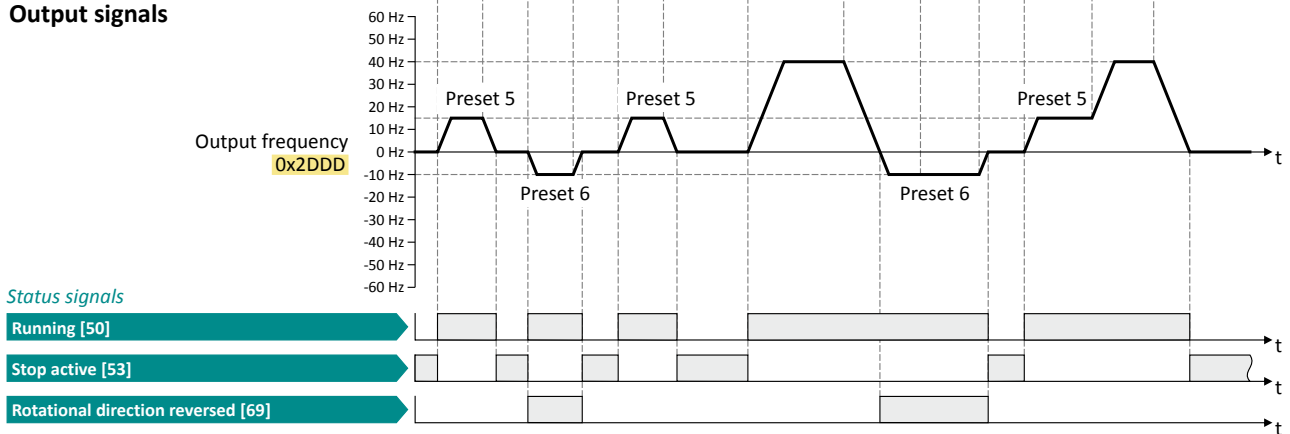 Output signals
60 Hz
50 Hz
40 Hz
30 Hz
20 Hz
10 Hz
0 Hz
-10 Hz
-20 Hz
-30 Hz
-40 Hz
-50 Hz
-60 Hz
Output frequency
0x2DDD
Preset 5
Preset 5
Preset 5
t
Preset 6
Preset 6
Status signals
Running [50]
t
Stop active [53]
t
Rotational direction reversed [69]
t